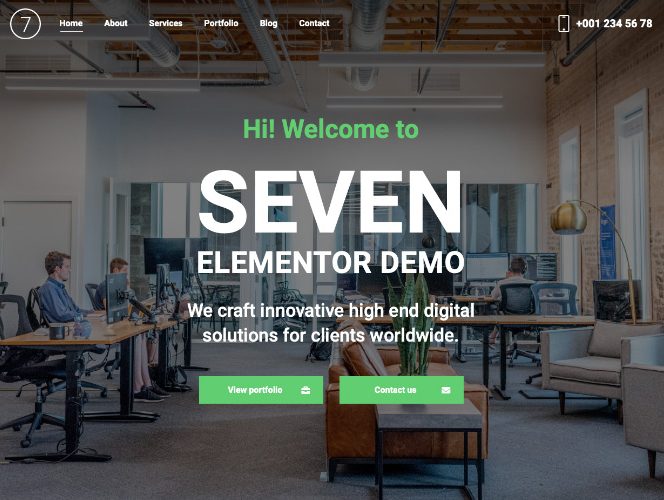 7
Home
About
Services
Portfolio
Blog
Contact
+001 234 56 78
Hi! Welcome to
SEVEN
ELEMENTOR DEMO
We craft innovative high end digital
solutions for clients worldwide.
View portfolio
Contact us